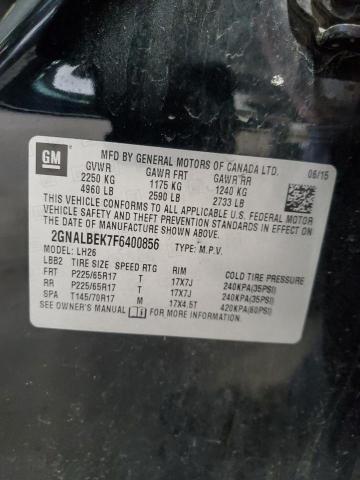 GM
MFD BY GENERAL MOTORS OF CANADA LTD. 06/15
GVWR GAWR FRT GAWR RR
2250 KG 1175 KG 1240 KG
4960 LB 2590 LB 2733 LB
THIS VEHICLE CONFORMS TO ALL APPLICABLE U.S. FEDERAL MOTOR
VEHICLE SAFETY AND THEFT PREVENTION STANDARDS IN EFFECT
ON THE DATE OF MANUFACTURE SHOWN ABOVE.
2GNALBEK7F6400856 TYPE: M.P.V.
MODEL: LH26
LBB2 TIRE SIZE SPEED RTG RIM COLD TIRE PRESSURE
FRT P225/65R17 T 17X7J 240KPA(35PSI)
RR P225/65R17 T 17X7J 240KPA(35PSI)
SPA T145/70R17 M 17X4.5T 420KPA(60PSI)
SEE OWNER'S MANUAL FOR MORE INFORMATION.